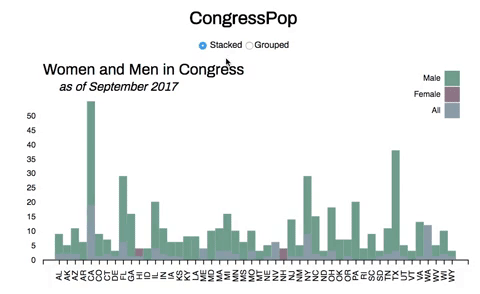 CongressPop
Stacked Grouped
Women and Men in Congress
as of September 2017
Male
Female
All
50
45
40
35
30
25
20
15
10
5
0
AL AK AZ AR CA CO CT DE FL GA HI ID IL IN IA KS KY LA ME MD MA MI MN MS MO MT NE NV NH NJ NM NY NC ND OH OK OR PA RI SC SD TN TX UT VT VA WA WV WI WY